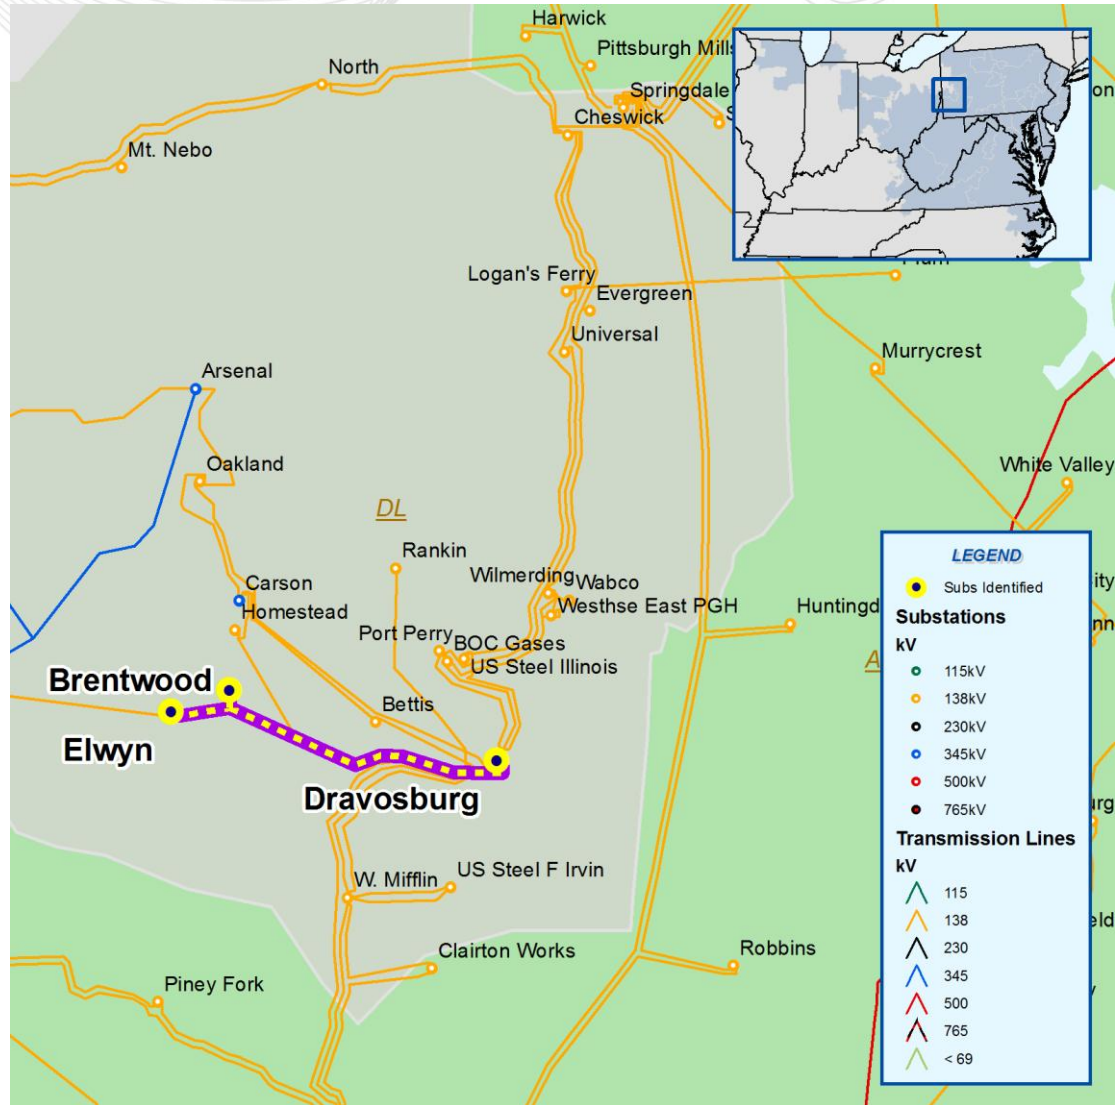 Harwick
North
Pittsburgh Mills
Springdale
Cheswick
Mt. Nebo
Logan's Ferry
Evergreen
Universal
Murrycrest
Arsenal
Oakland
White Valley
DL
Rankin
Wilmerding
Wabco
Westhse East PGH
Carson
Homestead
Port Perry
BOC Gases
US Steel Illinois
Brentwood
Bettis
Elwyn
Dravosburg
W. Mifflin
US Steel F Irvin
Clairton Works
Robbins
Piney Fork
LEGEND
Subs Identified
Substations
kV
115kV
138kV
230kV
345kV
500kV
765kV
Transmission Lines
kV
115
138
230
345
500
765
< 69